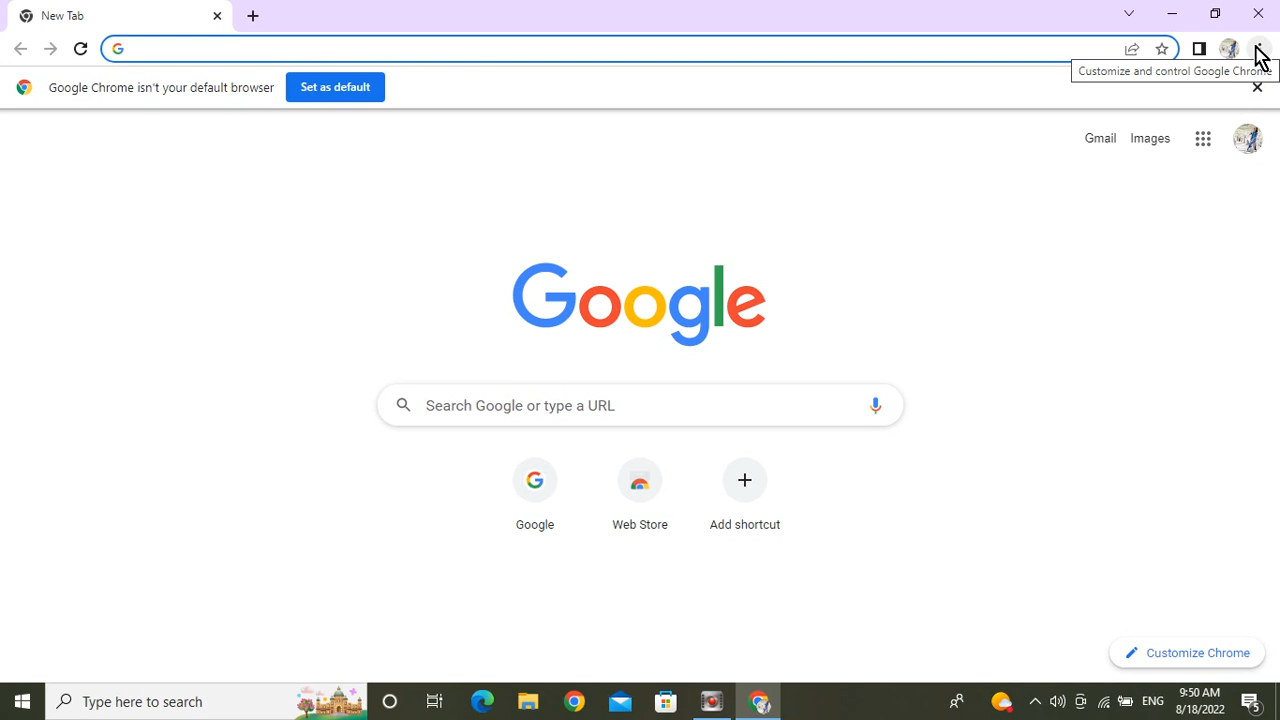 New Tab
Customize and control Google Chrome
Google Chrome isn't your default browser
Set as default
Gmail Images
Google
Search Google or type a URL
Google Web Store Add shortcut
Customize Chrome
Type here to search
ENG
9:50 AM
8/18/2022
5